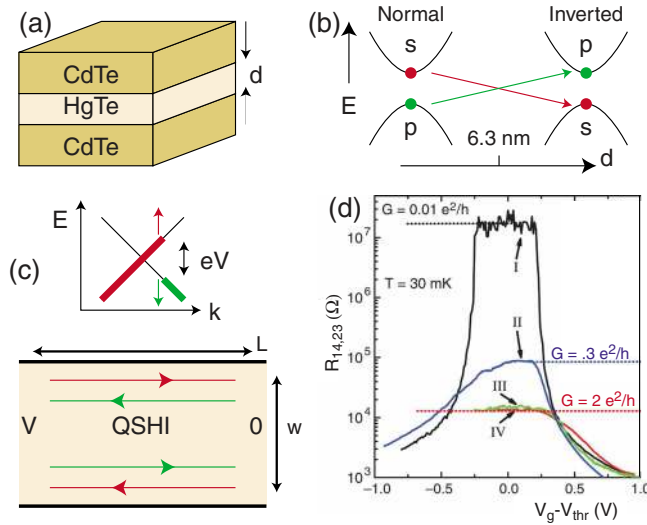 (a)
CdTe
HgTe
CdTe
d
(b)
Normal
Inverted
s
p
E
p
s
6.3 nm
d
(c)
E
eV
k
L
V
QSHI
0
w
(d)
G = 0.01 e²/h
I
T = 30 mK
II
G = .3 e²/h
III
G = 2 e²/h
IV
R₁₄,₂₃ (Ω)
10⁷
10⁶
10⁵
10⁴
10³
−1.0
−0.5
0.0
0.5
1.0
V_g-V_thr (V)